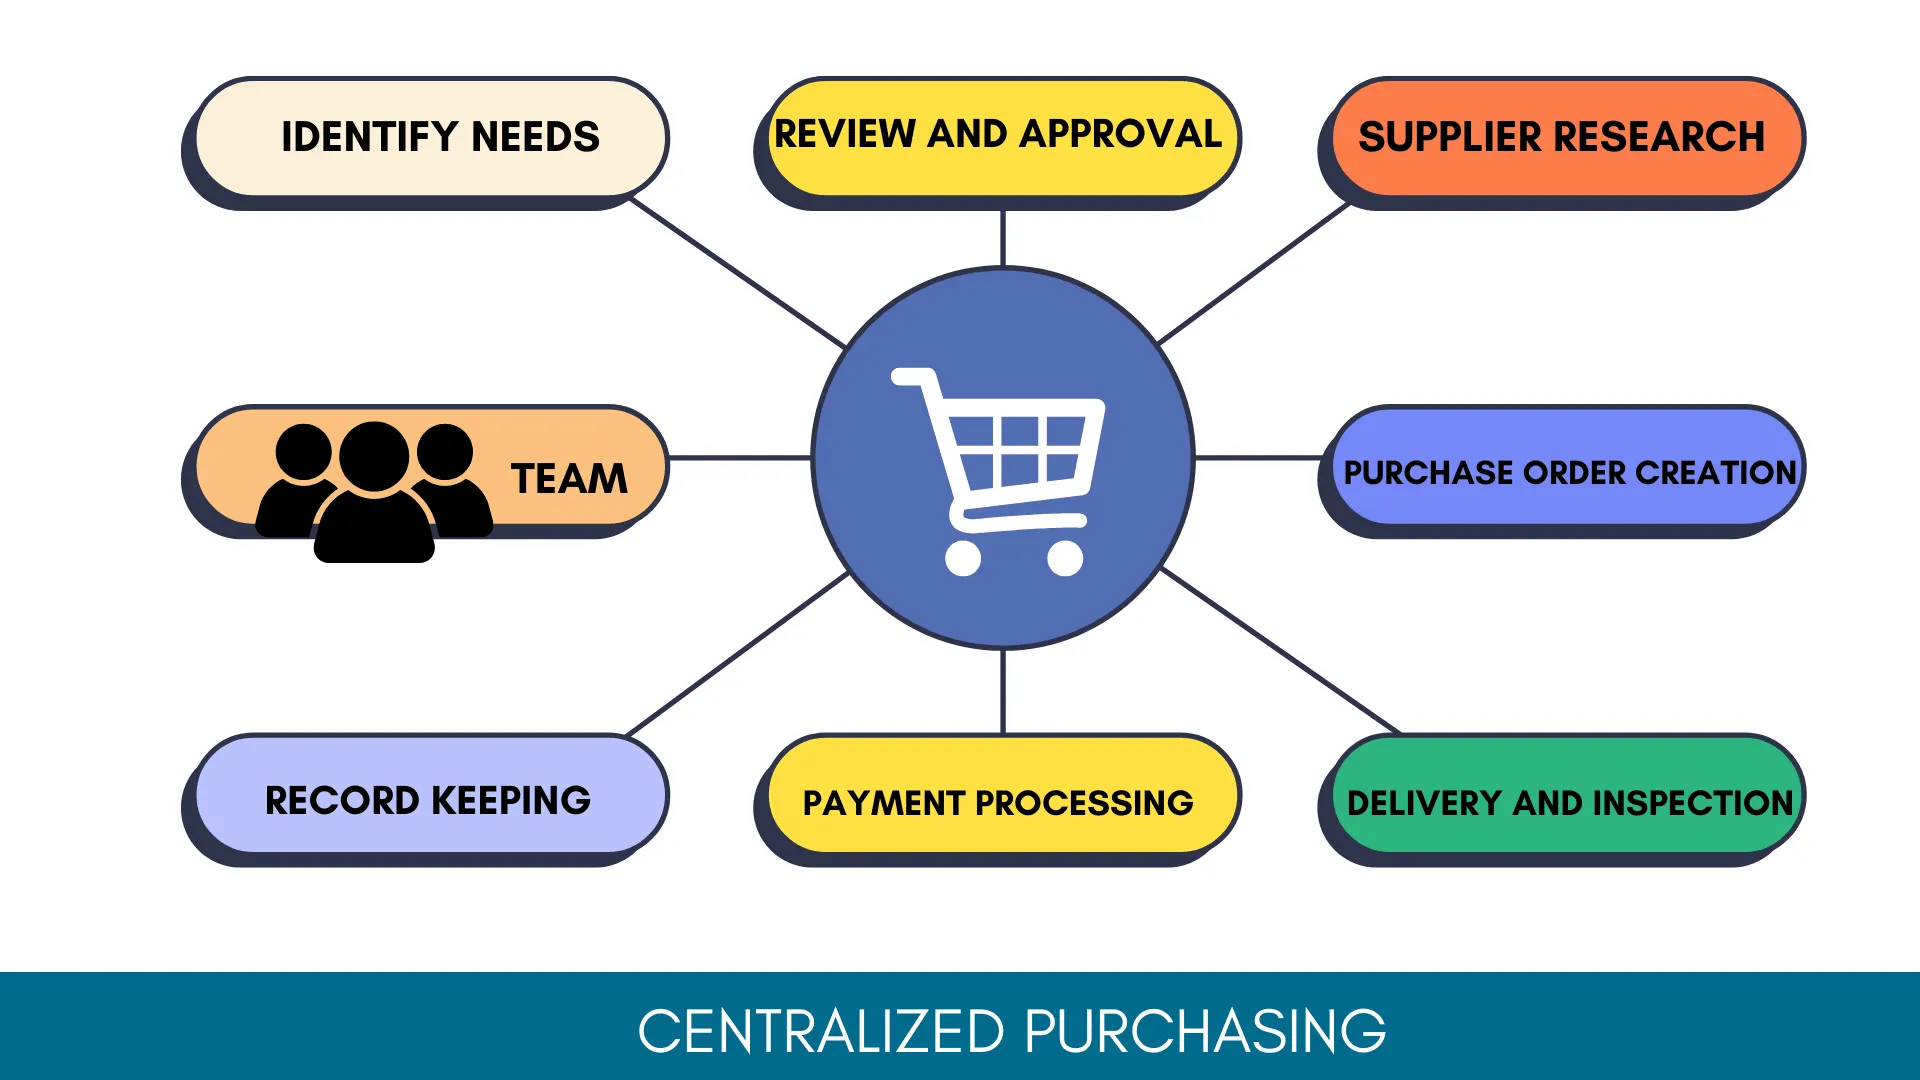 IDENTIFY NEEDS
REVIEW AND APPROVAL
SUPPLIER RESEARCH
TEAM
PURCHASE ORDER CREATION
RECORD KEEPING
PAYMENT PROCESSING
DELIVERY AND INSPECTION
CENTRALIZED PURCHASING